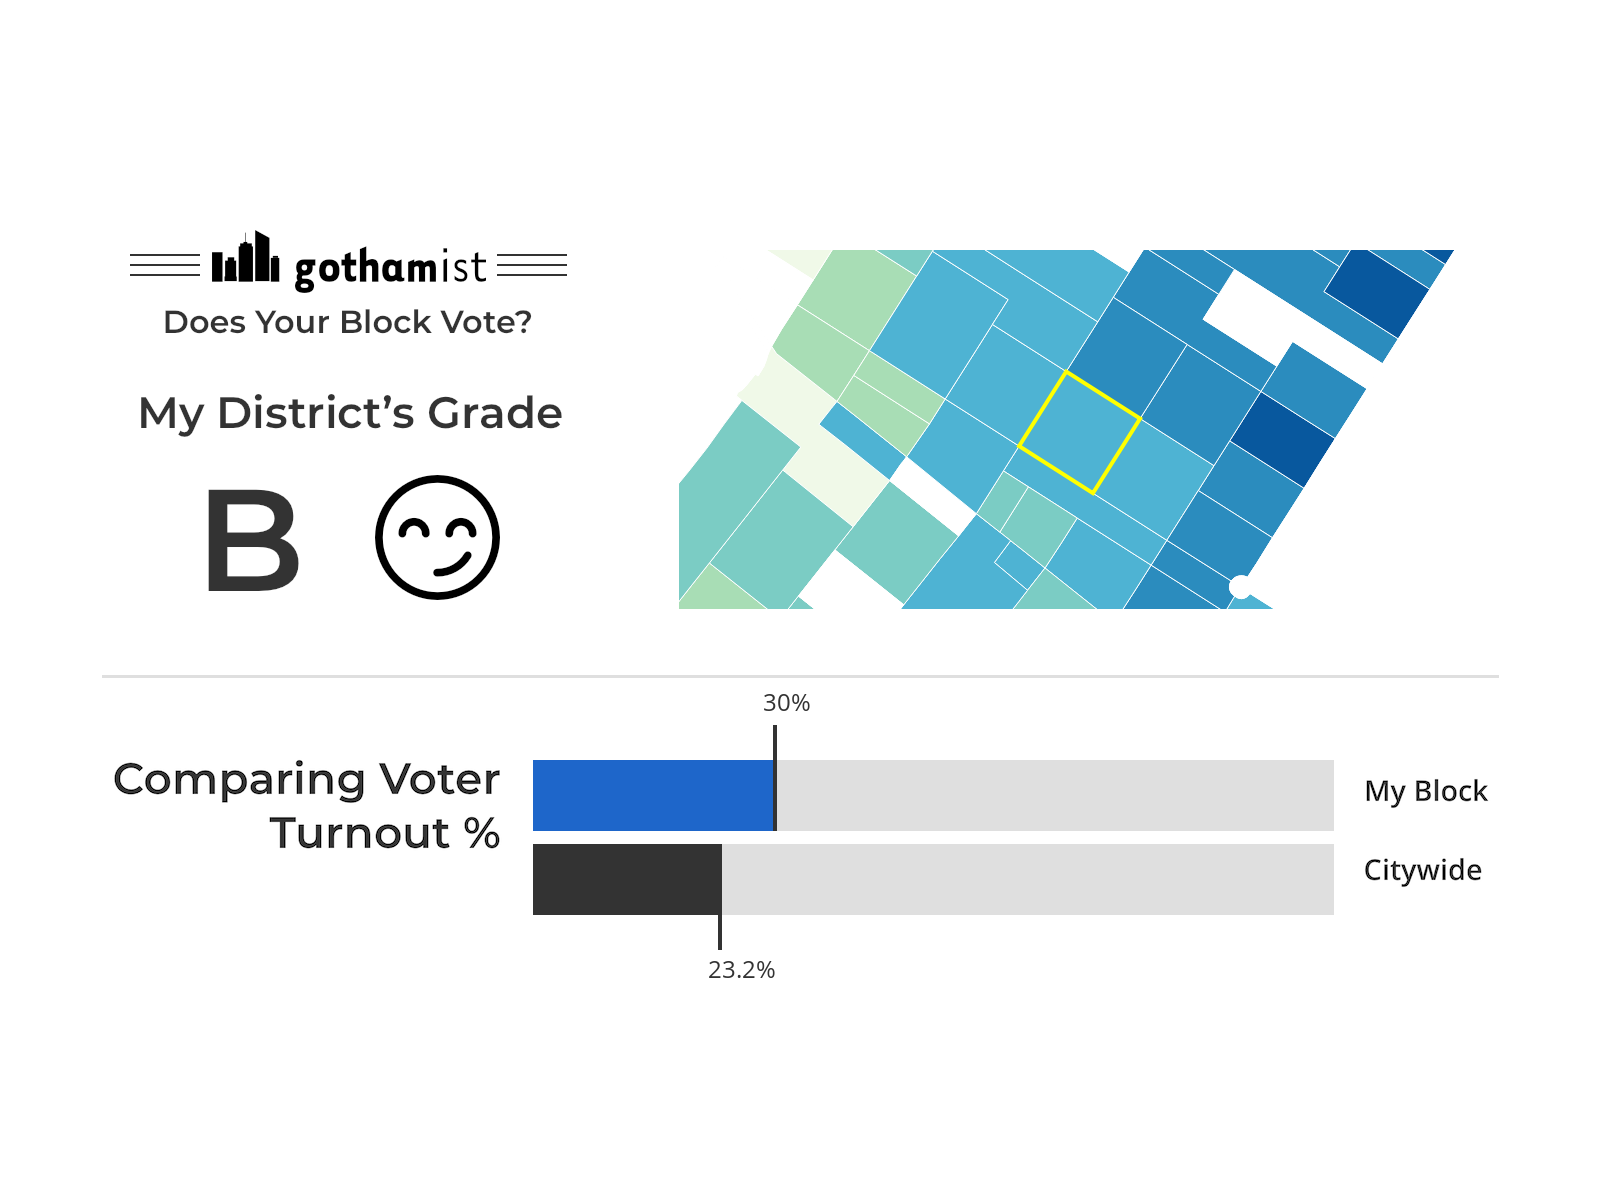 gothamist
Does Your Block Vote?
My District's Grade
B
30%
Comparing Voter
Turnout %
My Block
Citywide
23.2%